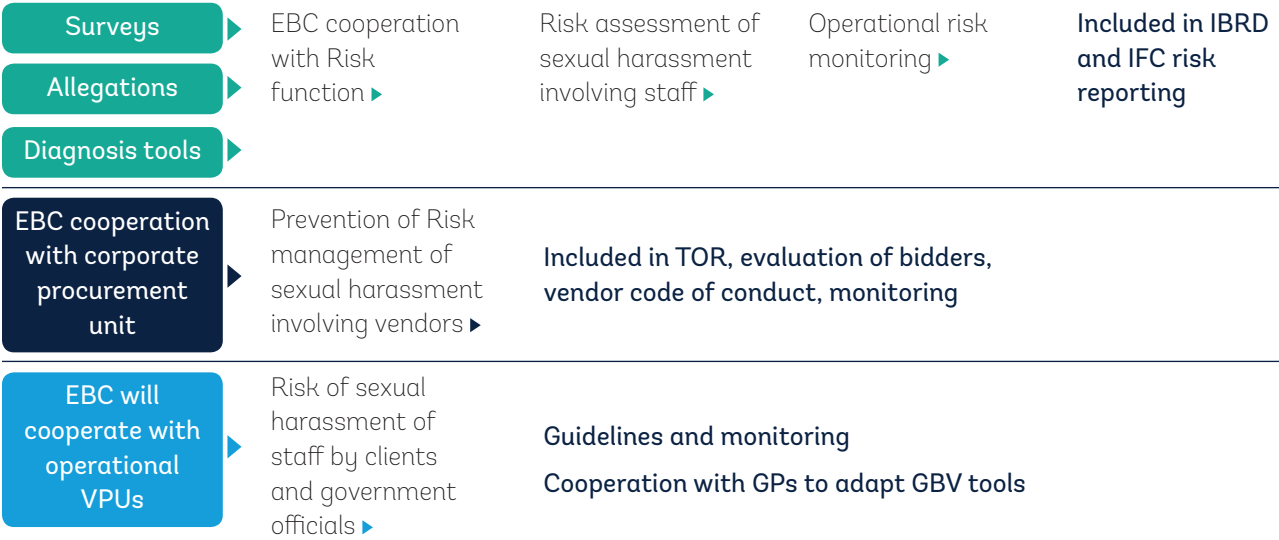 Surveys
Allegations
Diagnosis tools
EBC cooperation
with Risk
function
Risk assessment of
sexual harassment
involving staff
Operational risk
monitoring
Included in IBRD
and IFC risk
reporting
EBC cooperation
with corporate
procurement
unit
Prevention of Risk
management of
sexual harassment
involving vendors
Included in TOR, evaluation of bidders,
vendor code of conduct, monitoring
EBC will
cooperate with
operational
VPUs
Risk of sexual
harassment of
staff by clients
and government
officials
Guidelines and monitoring
Cooperation with GPs to adapt GBV tools